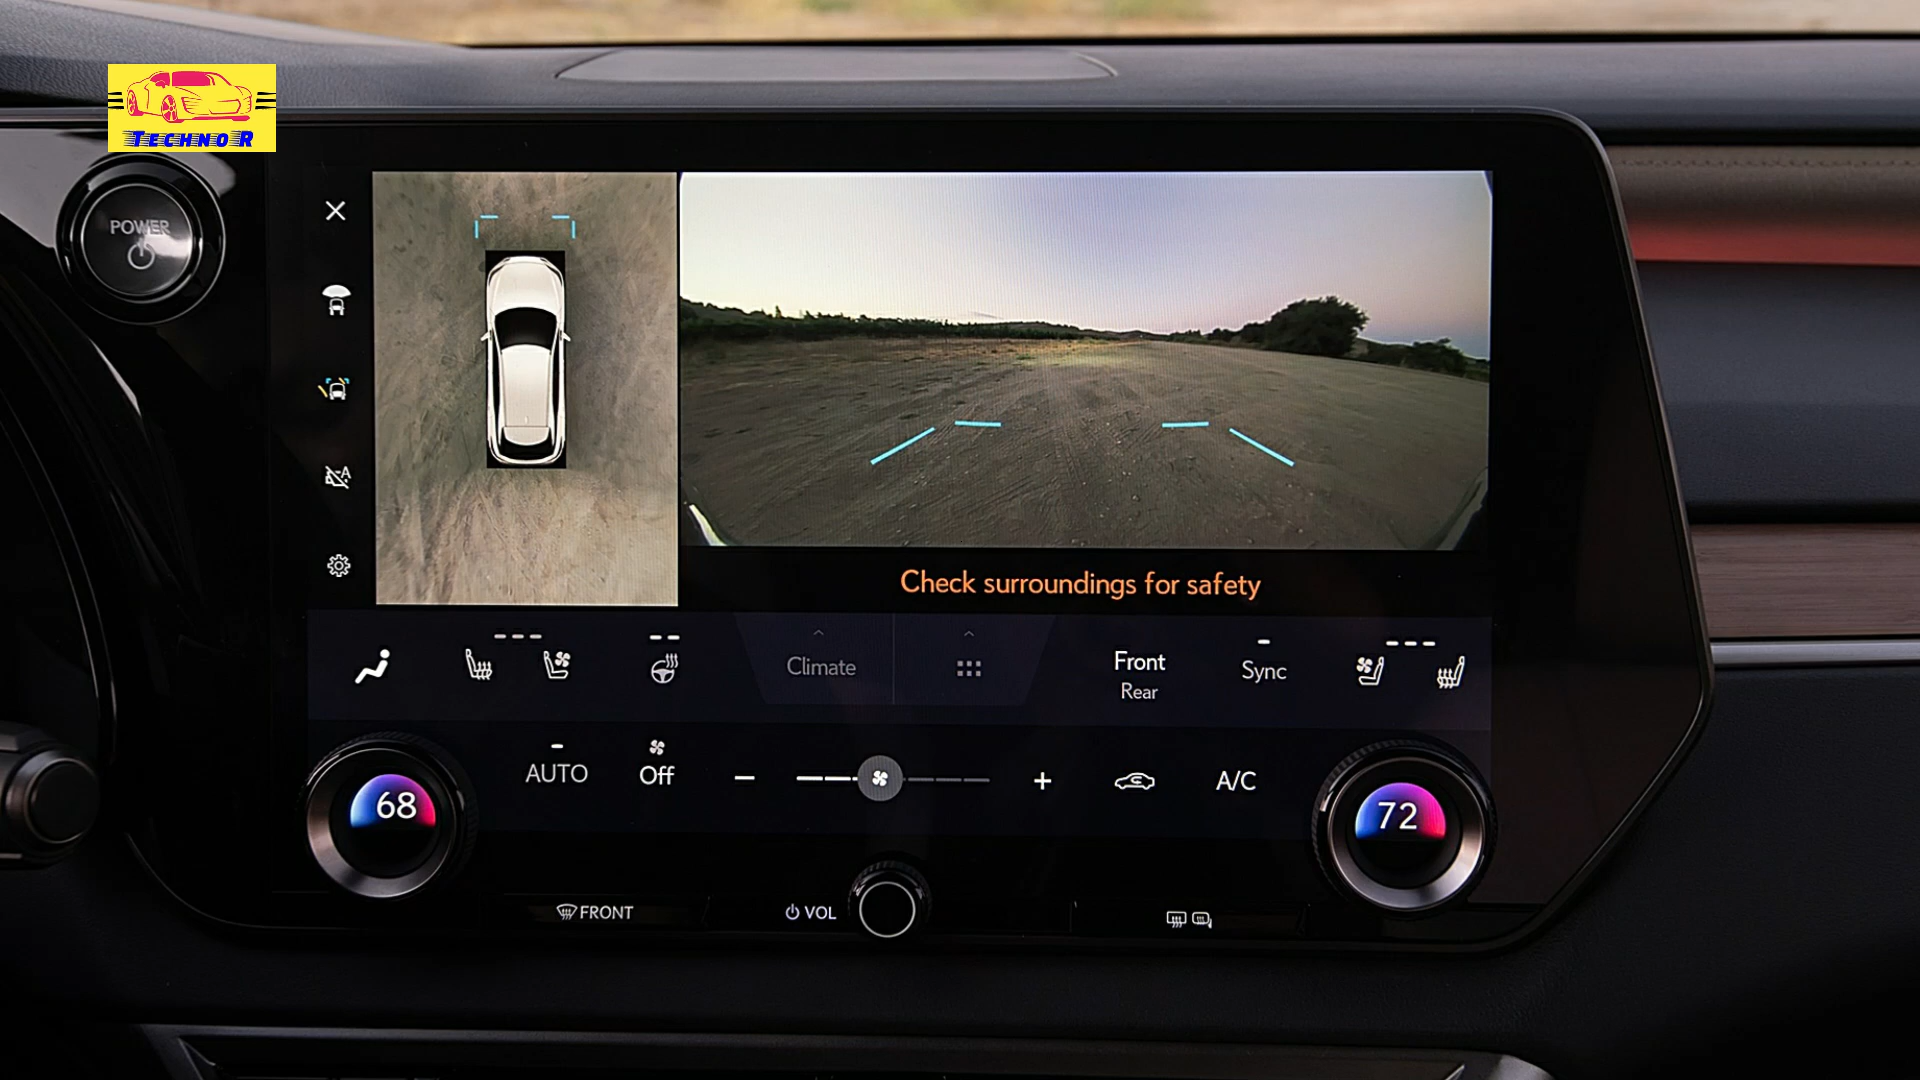 TECHNO R
POWER
Check surroundings for safety
Climate
Front
Rear
Sync
AUTO
Off
A/C
68
72
FRONT
VOL